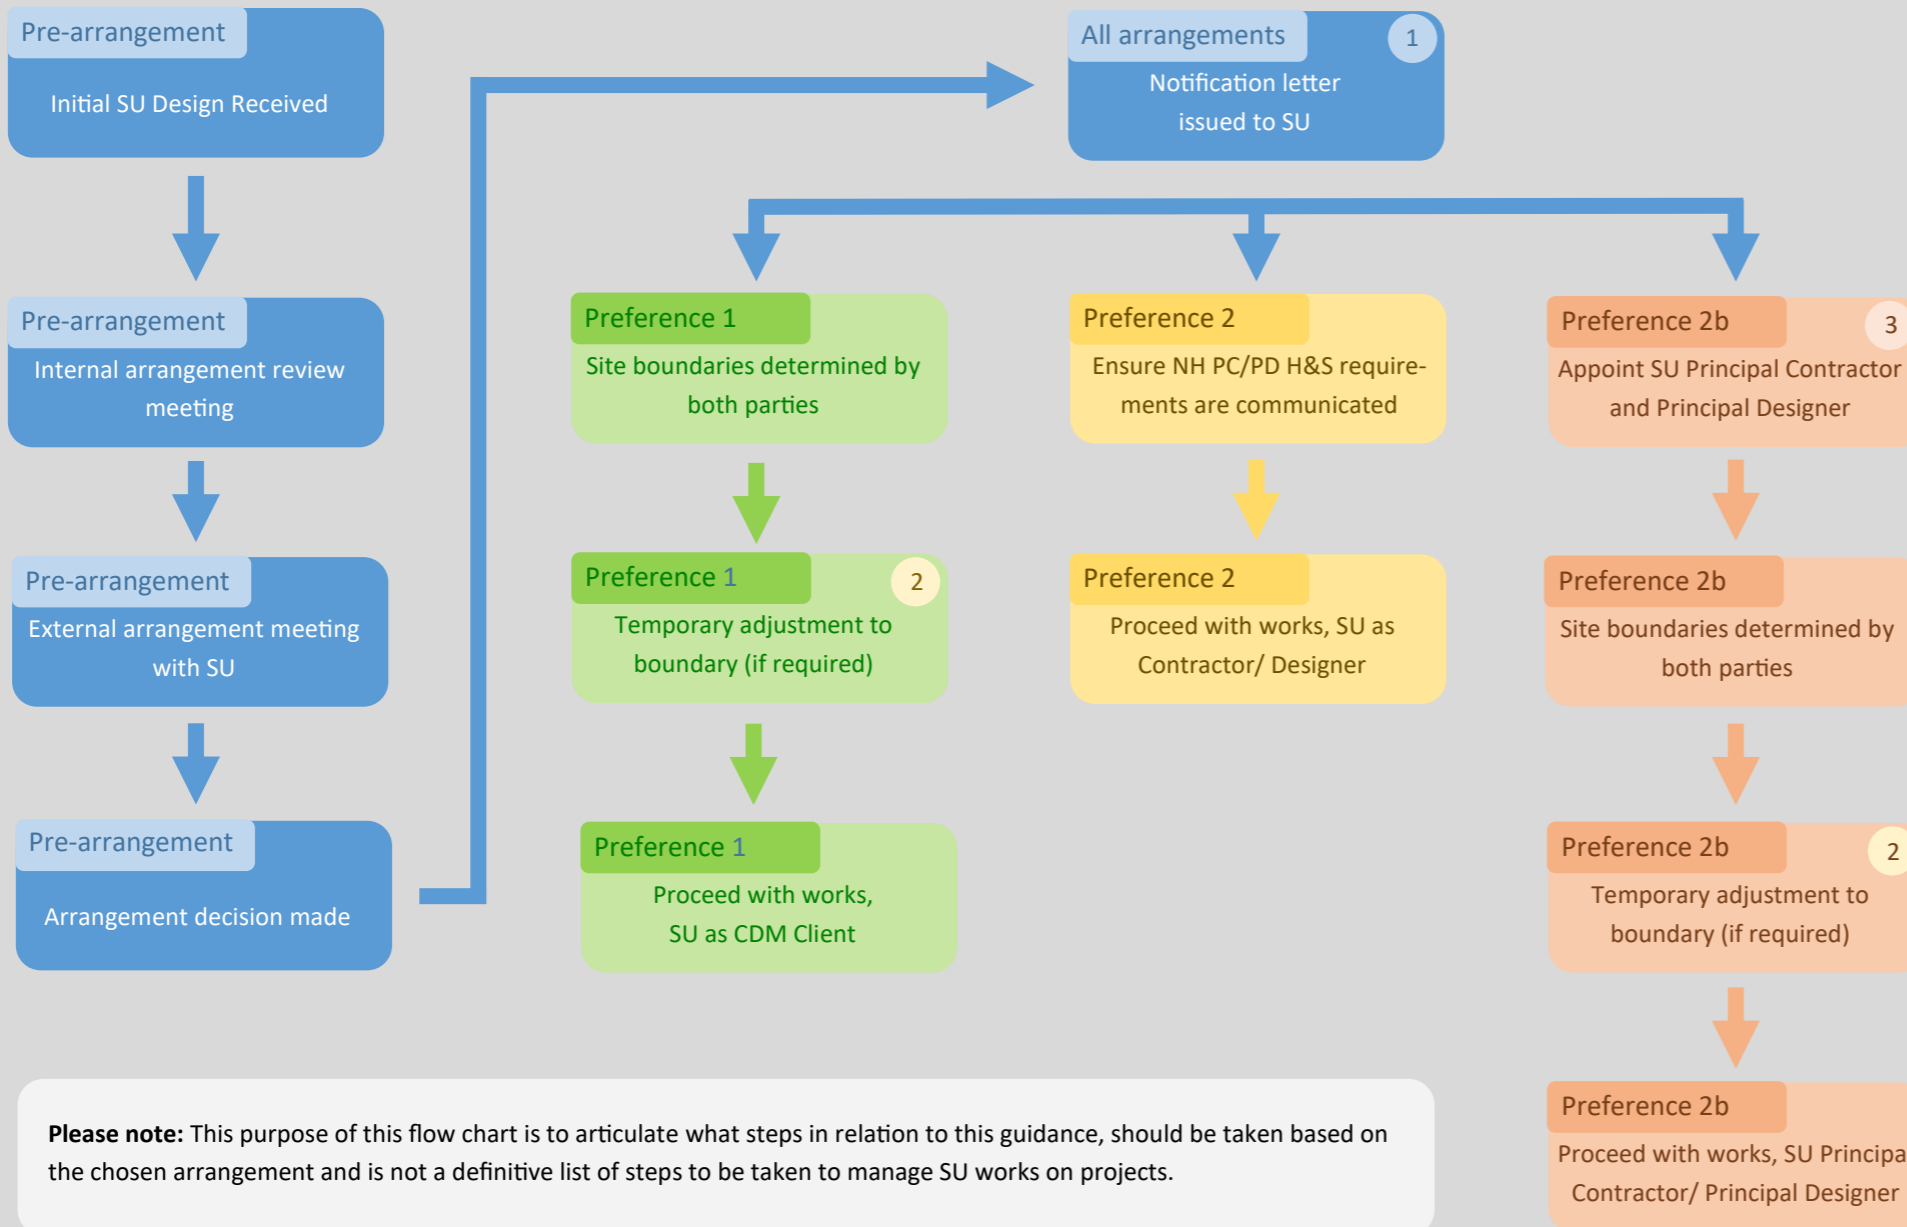 Pre-arrangement
Initial SU Design Received
Pre-arrangement
Internal arrangement review
meeting
Pre-arrangement
External arrangement meeting
with SU
Pre-arrangement
Arrangement decision made
All arrangements
1
Notification letter
issued to SU
Preference 1
Site boundaries determined by
both parties
Preference 1
2
Temporary adjustment to
boundary (if required)
Preference 1
Proceed with works,
SU as CDM Client
Preference 2
Ensure NH PC/PD H&S require-
ments are communicated
Preference 2
Proceed with works, SU as
Contractor/ Designer
Preference 2b
3
Appoint SU Principal Contractor
and Principal Designer
Preference 2b
Site boundaries determined by
both parties
Preference 2b
2
Temporary adjustment to
boundary (if required)
Preference 2b
Proceed with works, SU Principa
Contractor/ Principal Designer
Please note: This purpose of this flow chart is to articulate what steps in relation to this guidance, should be taken based on
the chosen arrangement and is not a definitive list of steps to be taken to manage SU works on projects.